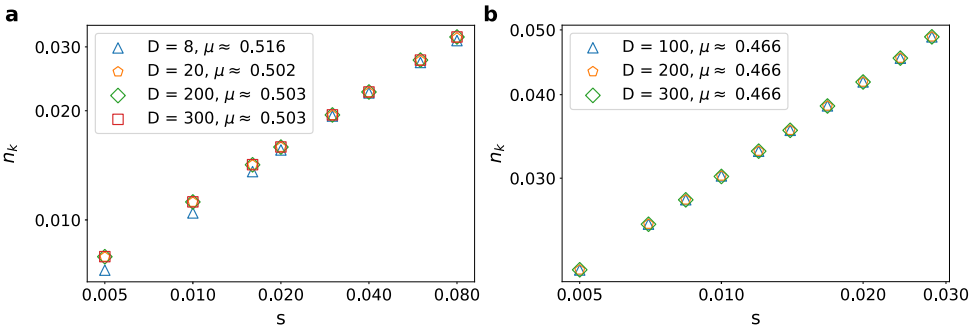 a
0.030
0.020
0.010
n_k
D = 8, μ ≈ 0.516
D = 20, μ ≈ 0.502
D = 200, μ ≈ 0.503
D = 300, μ ≈ 0.503
0.005 0.010 0.020 0.040 0.080
s
b
0.050
0.040
0.030
n_k
D = 100, μ ≈ 0.466
D = 200, μ ≈ 0.466
D = 300, μ ≈ 0.466
0.005 0.010 0.020 0.030
s